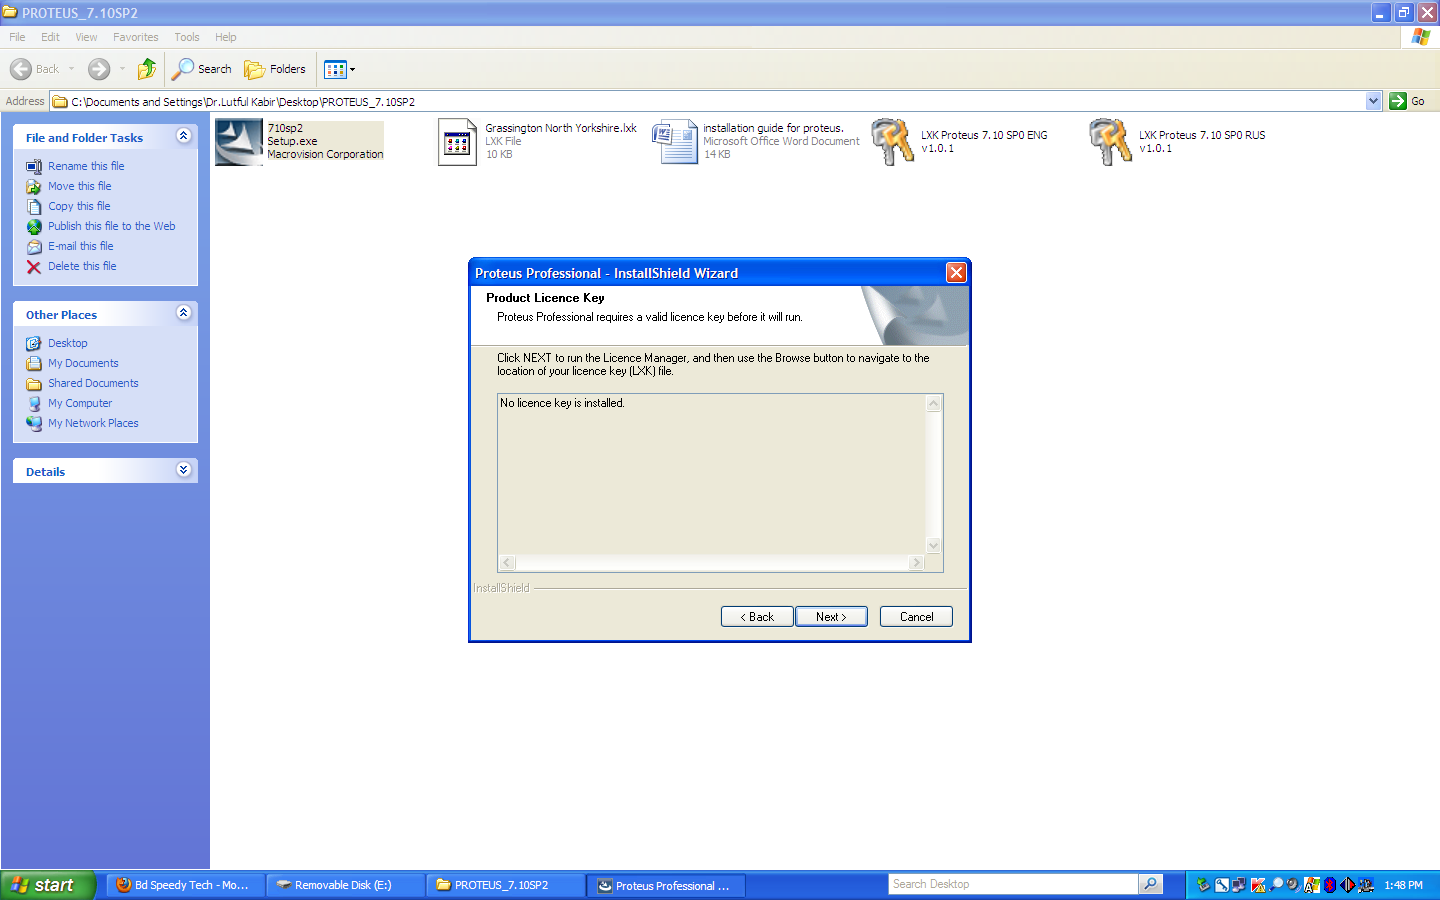 PROTEUS_7.10SP2
File Edit View Favorites Tools Help
Back Search Folders
Address C:\Documents and Settings\Dr.Lutful Kabir\Desktop\PROTEUS_7.10SP2 Go
File and Folder Tasks
Rename this file
Move this file
Copy this file
Publish this file to the Web
E-mail this file
Delete this file
Other Places
Desktop
My Documents
Shared Documents
My Computer
My Network Places
Details
710sp2
Setup.exe
Macrovision Corporation
Grassington North Yorkshire.lxk
LXK File
10 KB
installation guide for proteus.
Microsoft Office Word Document
14 KB
LXK Proteus 7.10 SP0 ENG
v1.0.1
LXK Proteus 7.10 SP0 RUS
v1.0.1
Proteus Professional - InstallShield Wizard
Product Licence Key
Proteus Professional requires a valid licence key before it will run.
Click NEXT to run the Licence Manager, and then use the Browse button to navigate to the
location of your licence key (LXK) file.
No licence key is installed.
InstallShield
< Back Next > Cancel
start Bd Speedy Tech - Mo... Removable Disk (E:) PROTEUS_7.10SP2 Proteus Professional ... Search Desktop 1:48 PM